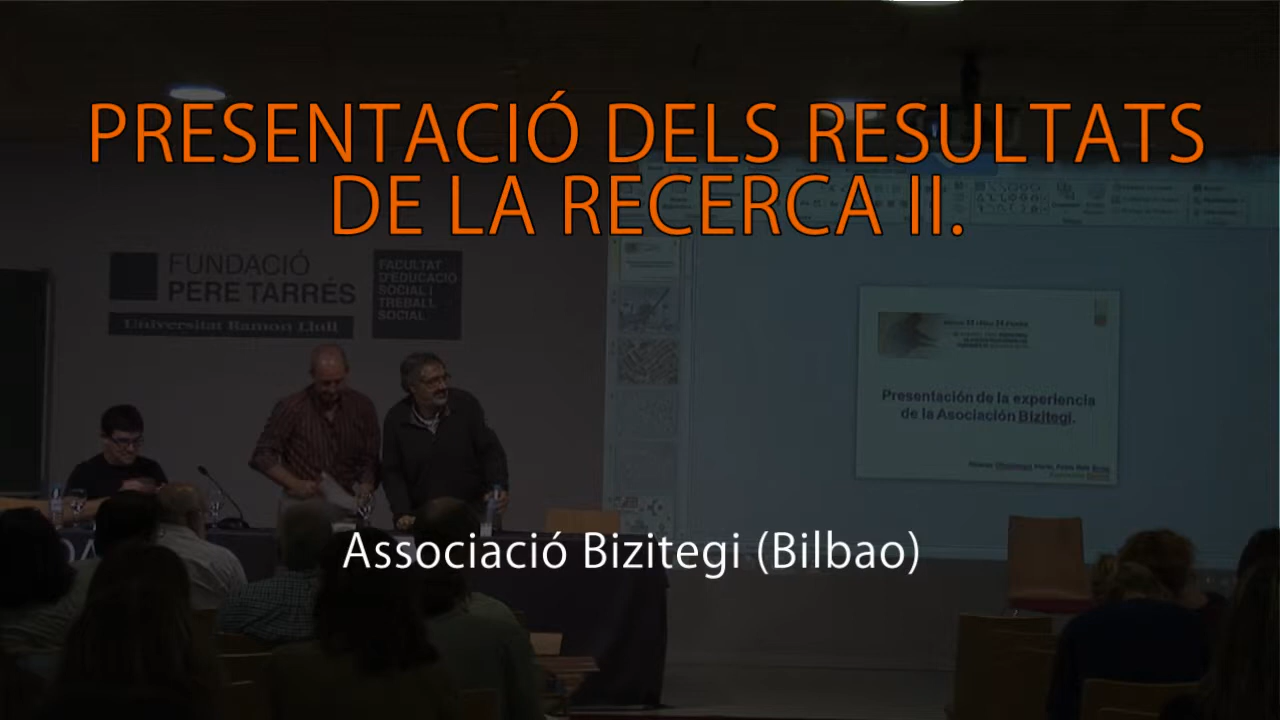 PRESENTACIÓ DELS RESULTATS
DE LA RECERCA II.
FUNDACIÓ
PERE TARRÉS
Universitat Ramon Llull
FACULTAT
D'EDUCACIÓ
SOCIAL I
TREBALL
SOCIAL
Presentación de la experiencia
de la Asociación Bizitegi.
Associació Bizitegi (Bilbao)